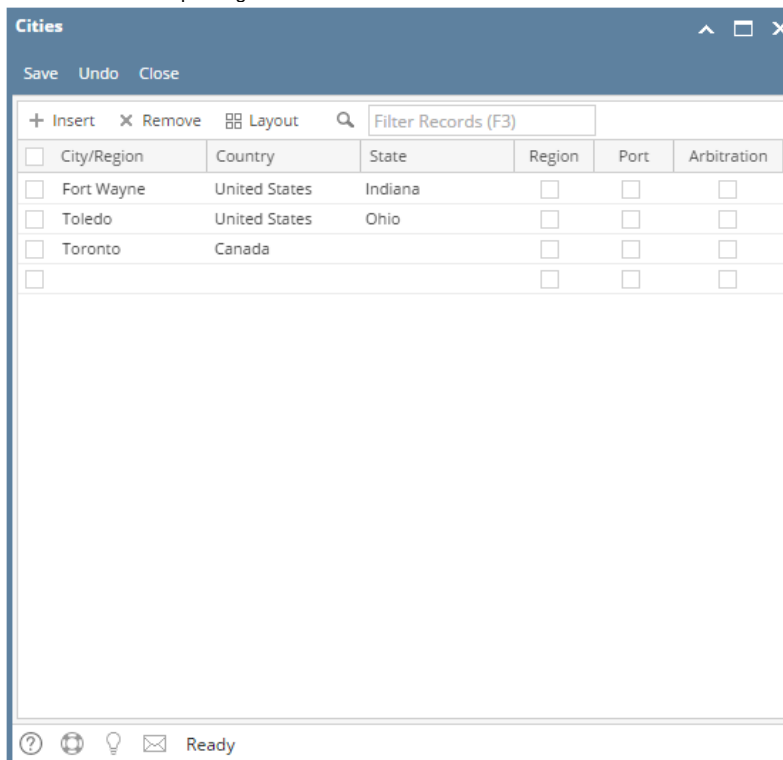 Cities
Save Undo Close
Insert Remove Layout Filter Records (F3)
City/Region Country State Region Port Arbitration
Fort Wayne United States Indiana
Toledo United States Ohio
Toronto Canada
Ready